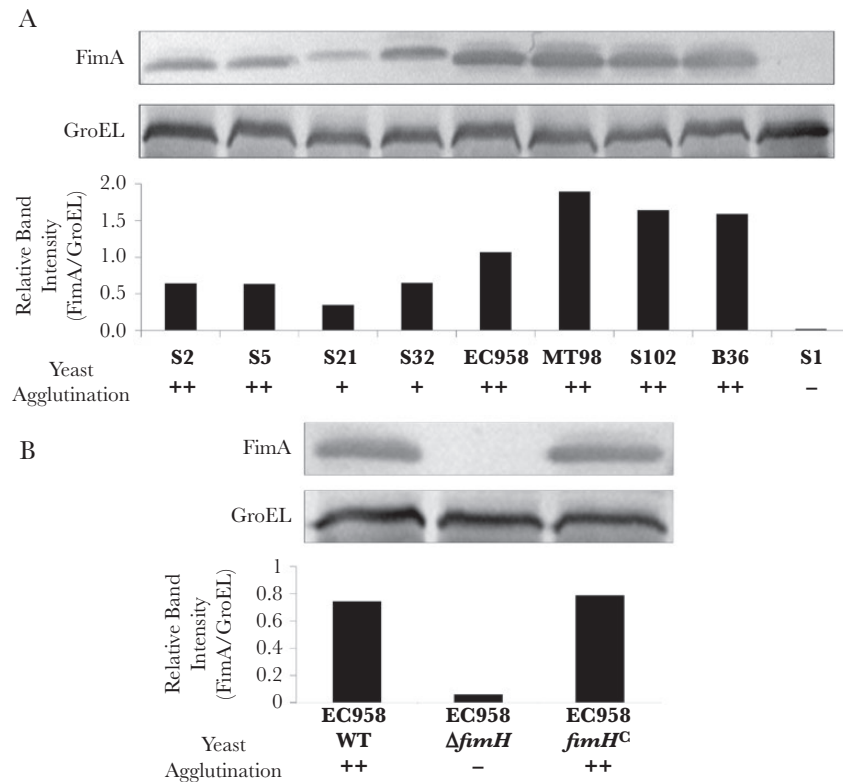 A
FimA
GroEL
Relative Band
Intensity
(FimA/GroEL)
2.0
1.5
1.0
0.5
0.0
S2 S5 S21 S32 EC958 MT98 S102 B36 S1
Yeast
Agglutination ++ ++ + + ++ ++ ++ ++ –
B
FimA
GroEL
Relative Band
Intensity
(FimA/GroEL)
1
0.8
0.6
0.4
0.2
0
EC958 EC958 EC958
WT ΔfimH fimHᶜ
Yeast
Agglutination ++ – ++